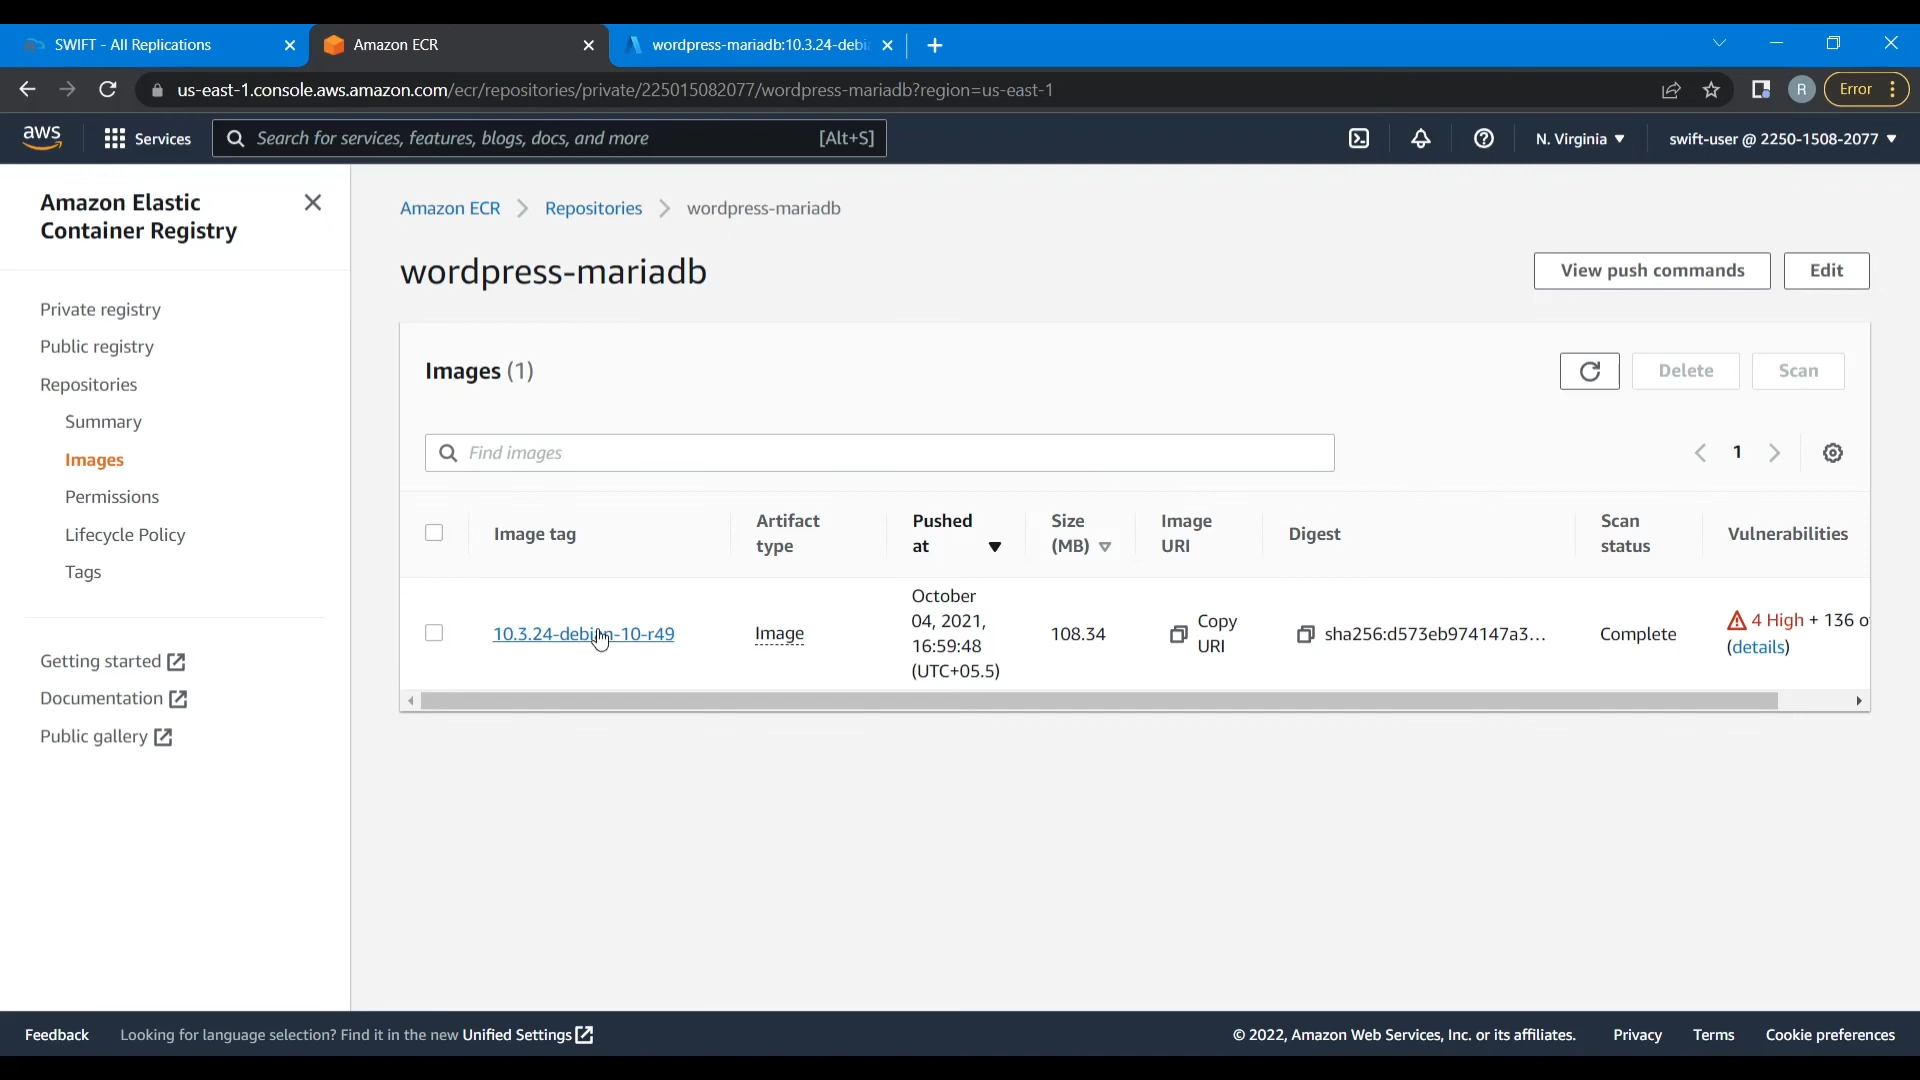 SWIFT - All Replications
Amazon ECR
wordpress-mariadb:10.3.24-debi
us-east-1.console.aws.amazon.com/ecr/repositories/private/225015082077/wordpress-mariadb?region=us-east-1
R
Error
aws
Services
Search for services, features, blogs, docs, and more
[Alt+S]
N. Virginia
swift-user @ 2250-1508-2077
Amazon Elastic
Container Registry
Private registry
Public registry
Repositories
Summary
Images
Permissions
Lifecycle Policy
Tags
Getting started
Documentation
Public gallery
Amazon ECR
Repositories
wordpress-mariadb
wordpress-mariadb
View push commands
Edit
Images (1)
Delete
Scan
Find images
1
Image tag
Artifact
type
Pushed
at
Size
(MB)
Image
URI
Digest
Scan
status
Vulnerabilities
10.3.24-debian-10-r49
Image
October
04, 2021,
16:59:48
(UTC+05.5)
108.34
Copy
URI
sha256:d573eb974147a3...
Complete
4 High + 136 o
(details)
Feedback
Looking for language selection? Find it in the new Unified Settings
© 2022, Amazon Web Services, Inc. or its affiliates.
Privacy
Terms
Cookie preferences